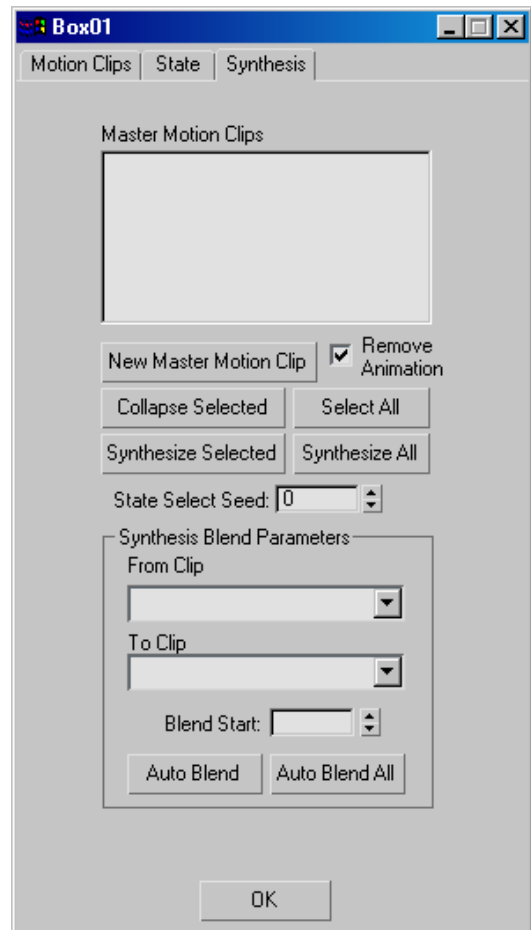 Box01
Motion Clips State Synthesis
Master Motion Clips
New Master Motion Clip
Remove
Animation
Collapse Selected Select All
Synthesize Selected Synthesize All
State Select Seed: 0
Synthesis Blend Parameters
From Clip
To Clip
Blend Start:
Auto Blend Auto Blend All
OK